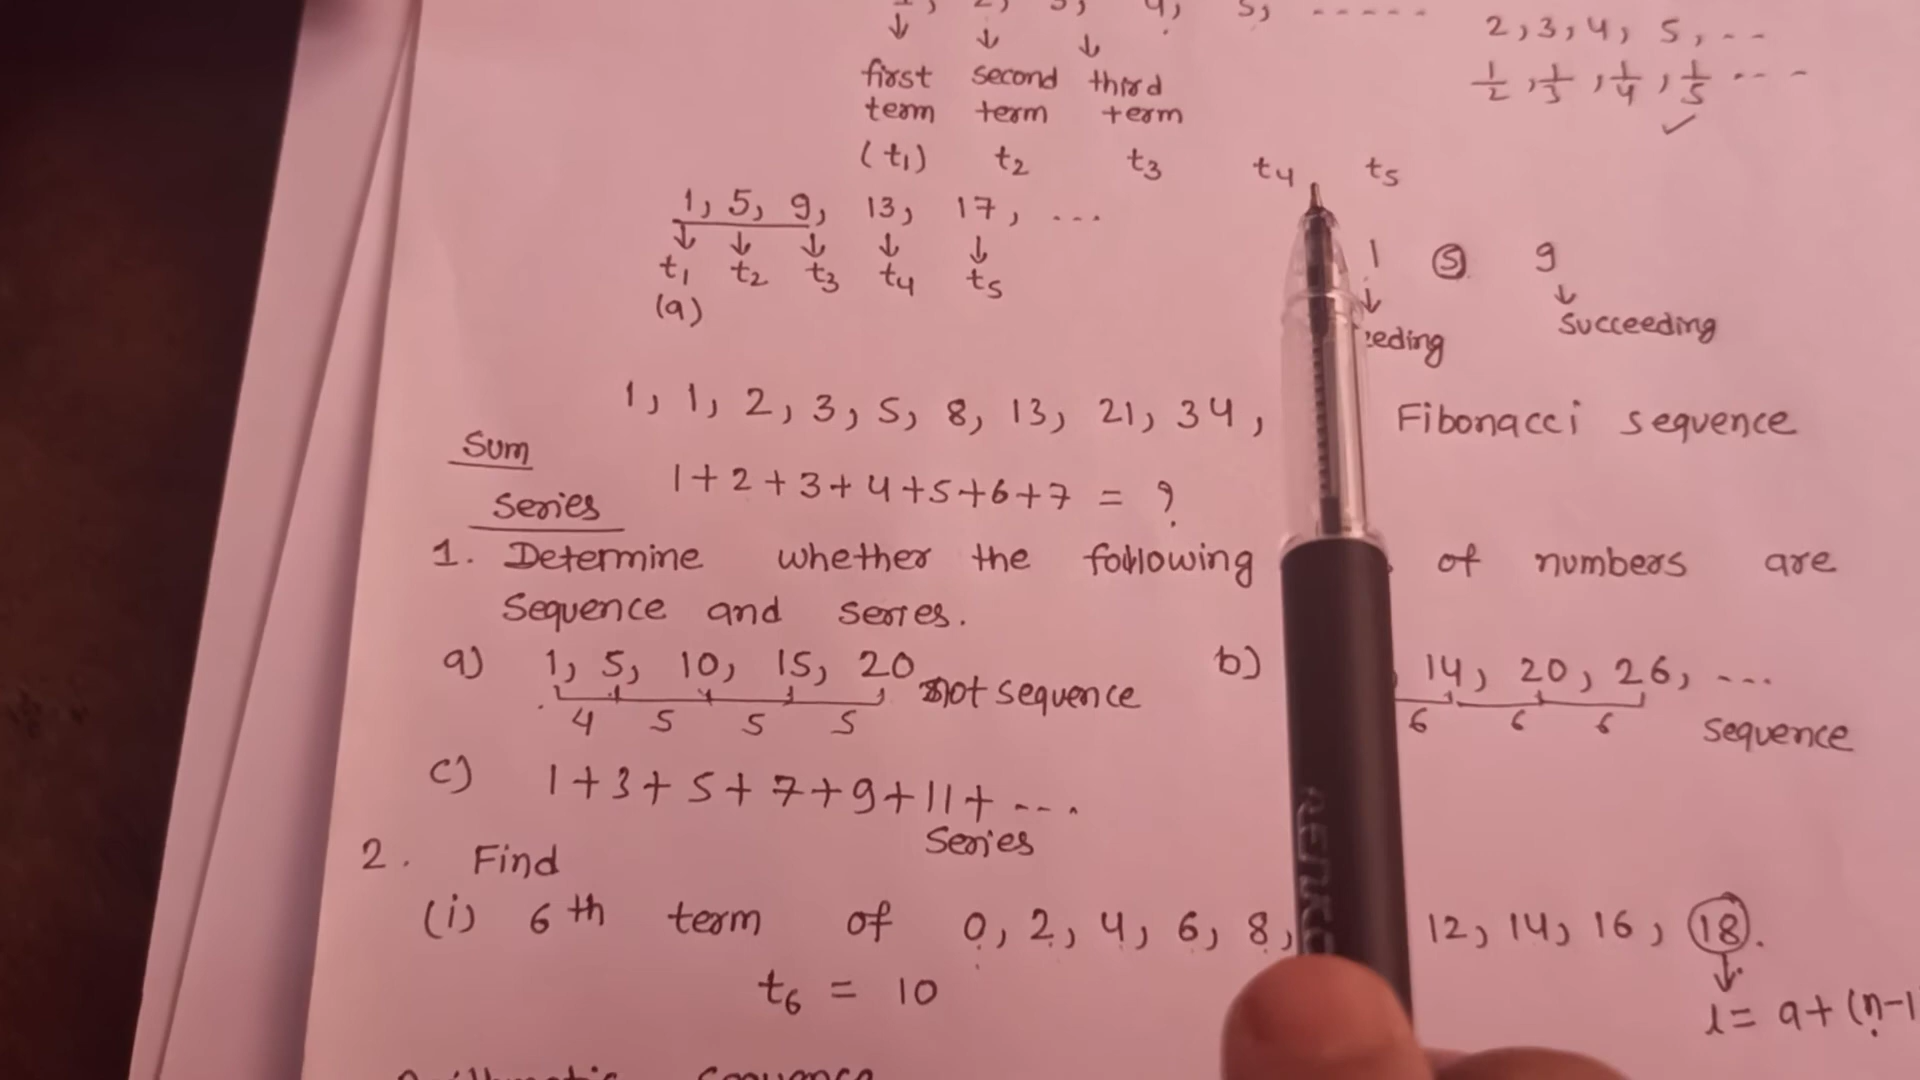 2, 3, 4, 5, ...
5, .....
first second third
1/2, 1/3, 1/4, 1/5 ...
term term term
(t1) t2 t3 t4 t5
1, 5, 9, 13, 17, ...
t1 t2 t3 t4 t5
(a)
1 5 9
eeding Succeeding
1, 1, 2, 3, 5, 8, 13, 21, 34, Fibonacci sequence
Sum
1+2+3+4+5+6+7 = ?
Series
1. Determine whether the following of numbers are
Sequence and series.
a) 1, 5, 10, 15, 20 not sequence
4 5 5 5
b) 14, 20, 26, ...
6 6 6 sequence
c) 1+3+5+7+9+11+ ...
Series
2. Find
(i) 6th term of 0, 2, 4, 6, 8, 12, 14, 16, 18.
t6 = 10
l = a+(n-1